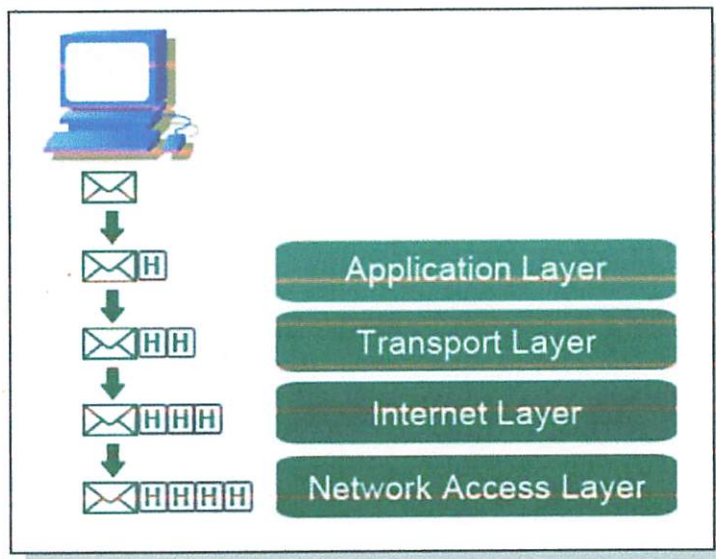 H Application Layer
HH Transport Layer
HHH Internet Layer
HHHH Network Access Layer